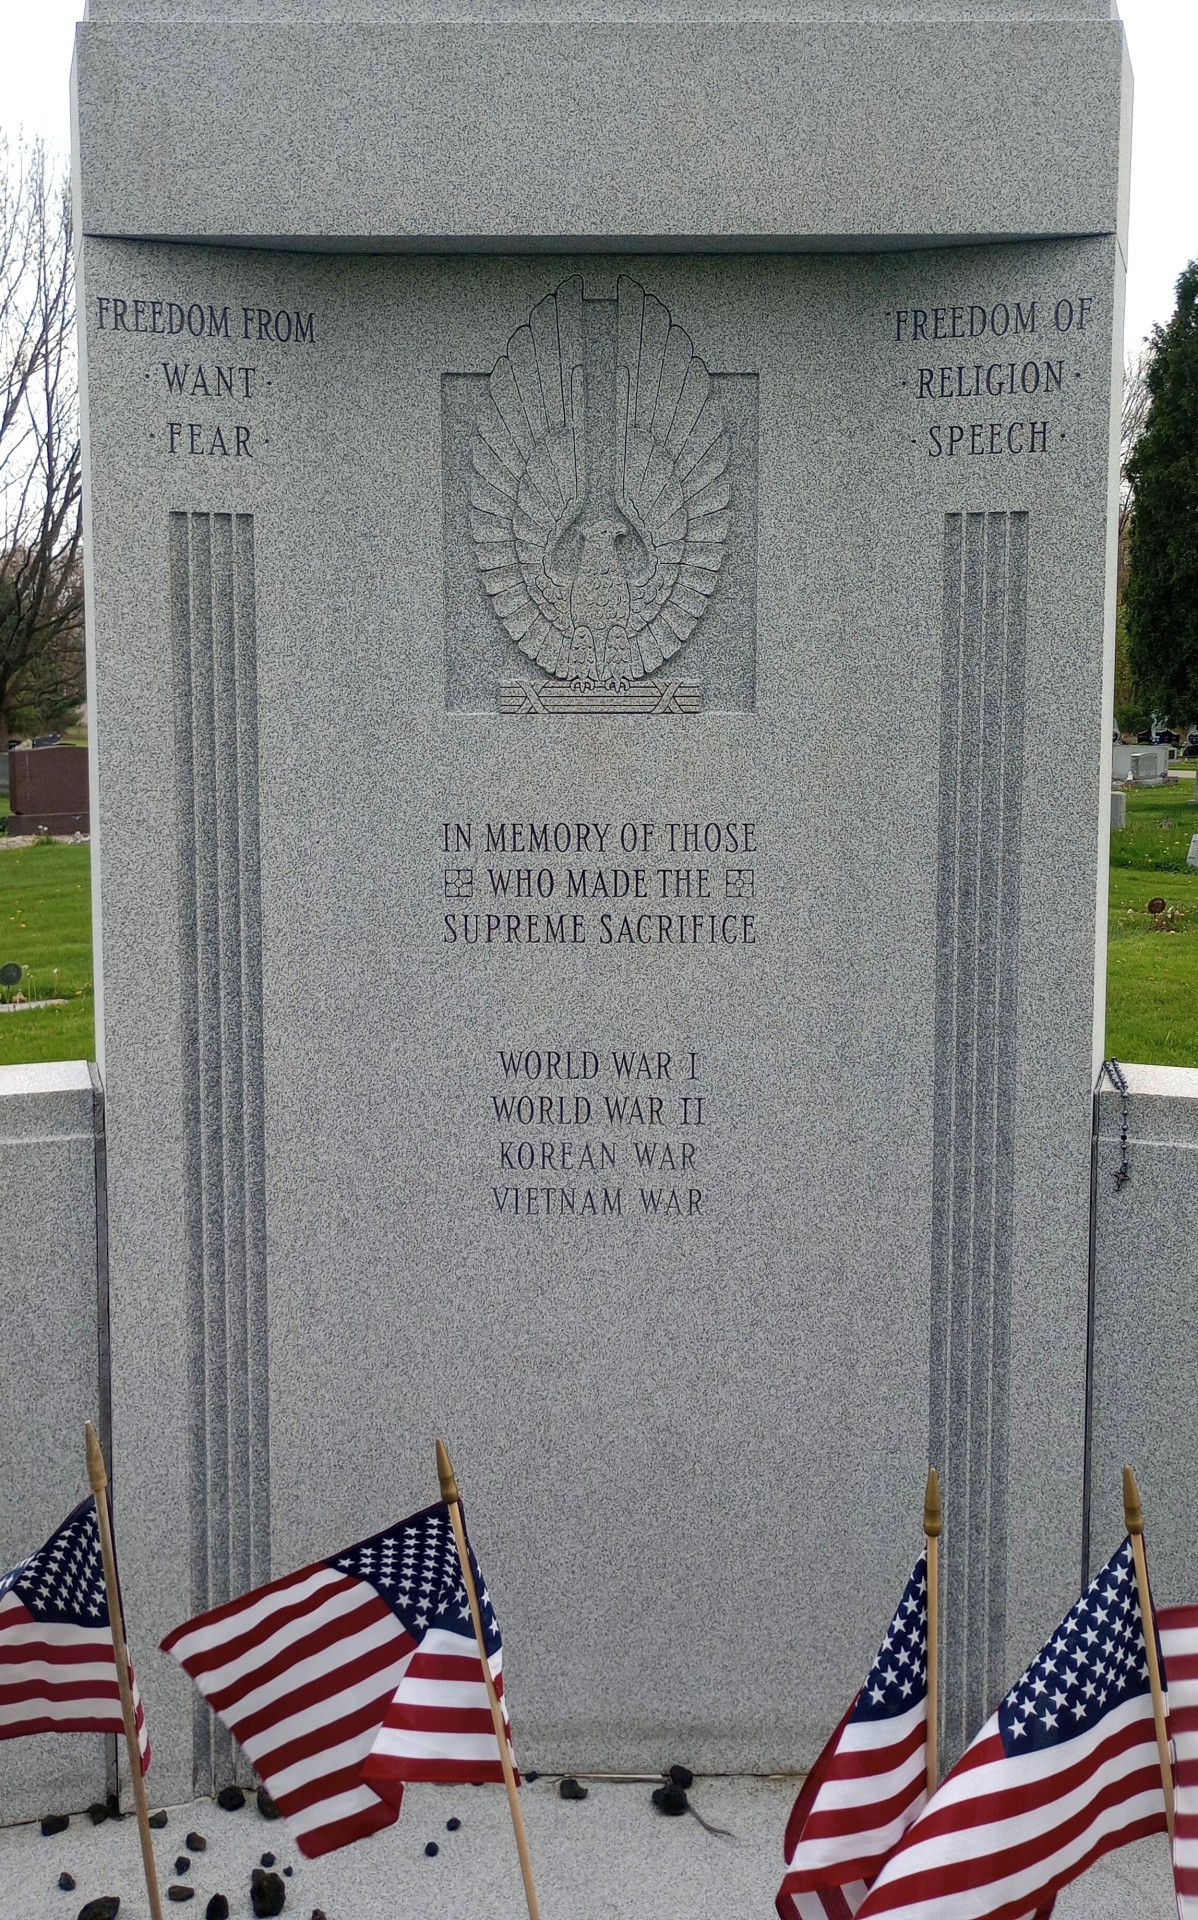 FREEDOM FROM
·WANT·
·FEAR·
FREEDOM OF
·RELIGION·
·SPEECH·
IN MEMORY OF THOSE
WHO MADE THE
SUPREME SACRIFICE
WORLD WAR I
WORLD WAR II
KOREAN WAR
VIETNAM WAR